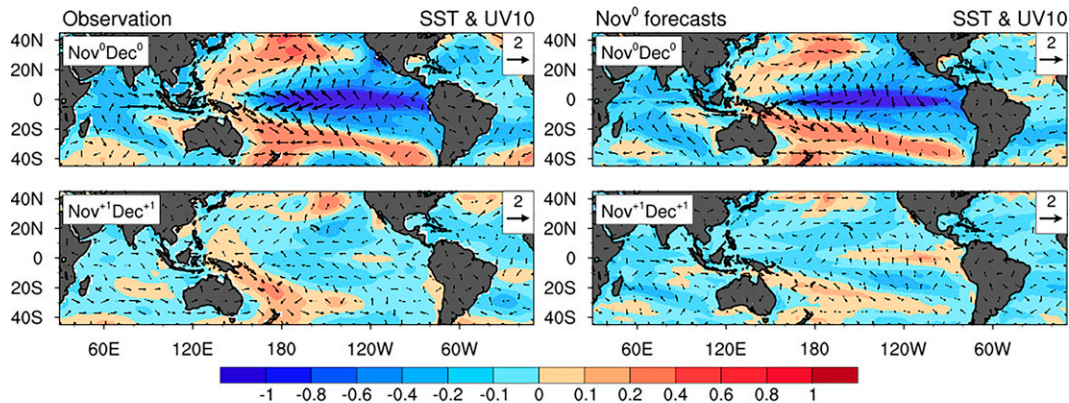 Observation SST & UV10 Nov⁰ forecasts SST & UV10
40N Nov⁰Dec⁰ 2 40N Nov⁰Dec⁰ 2
20N 20N
0 0
20S 20S
40S 40S
40N Nov⁺¹Dec⁺¹ 2 40N Nov⁺¹Dec⁺¹ 2
20N 20N
0 0
20S 20S
40S 40S
60E 120E 180 120W 60W 60E 120E 180 120W 60W
-1 -0.8 -0.6 -0.4 -0.2 -0.1 0 0.1 0.2 0.4 0.6 0.8 1